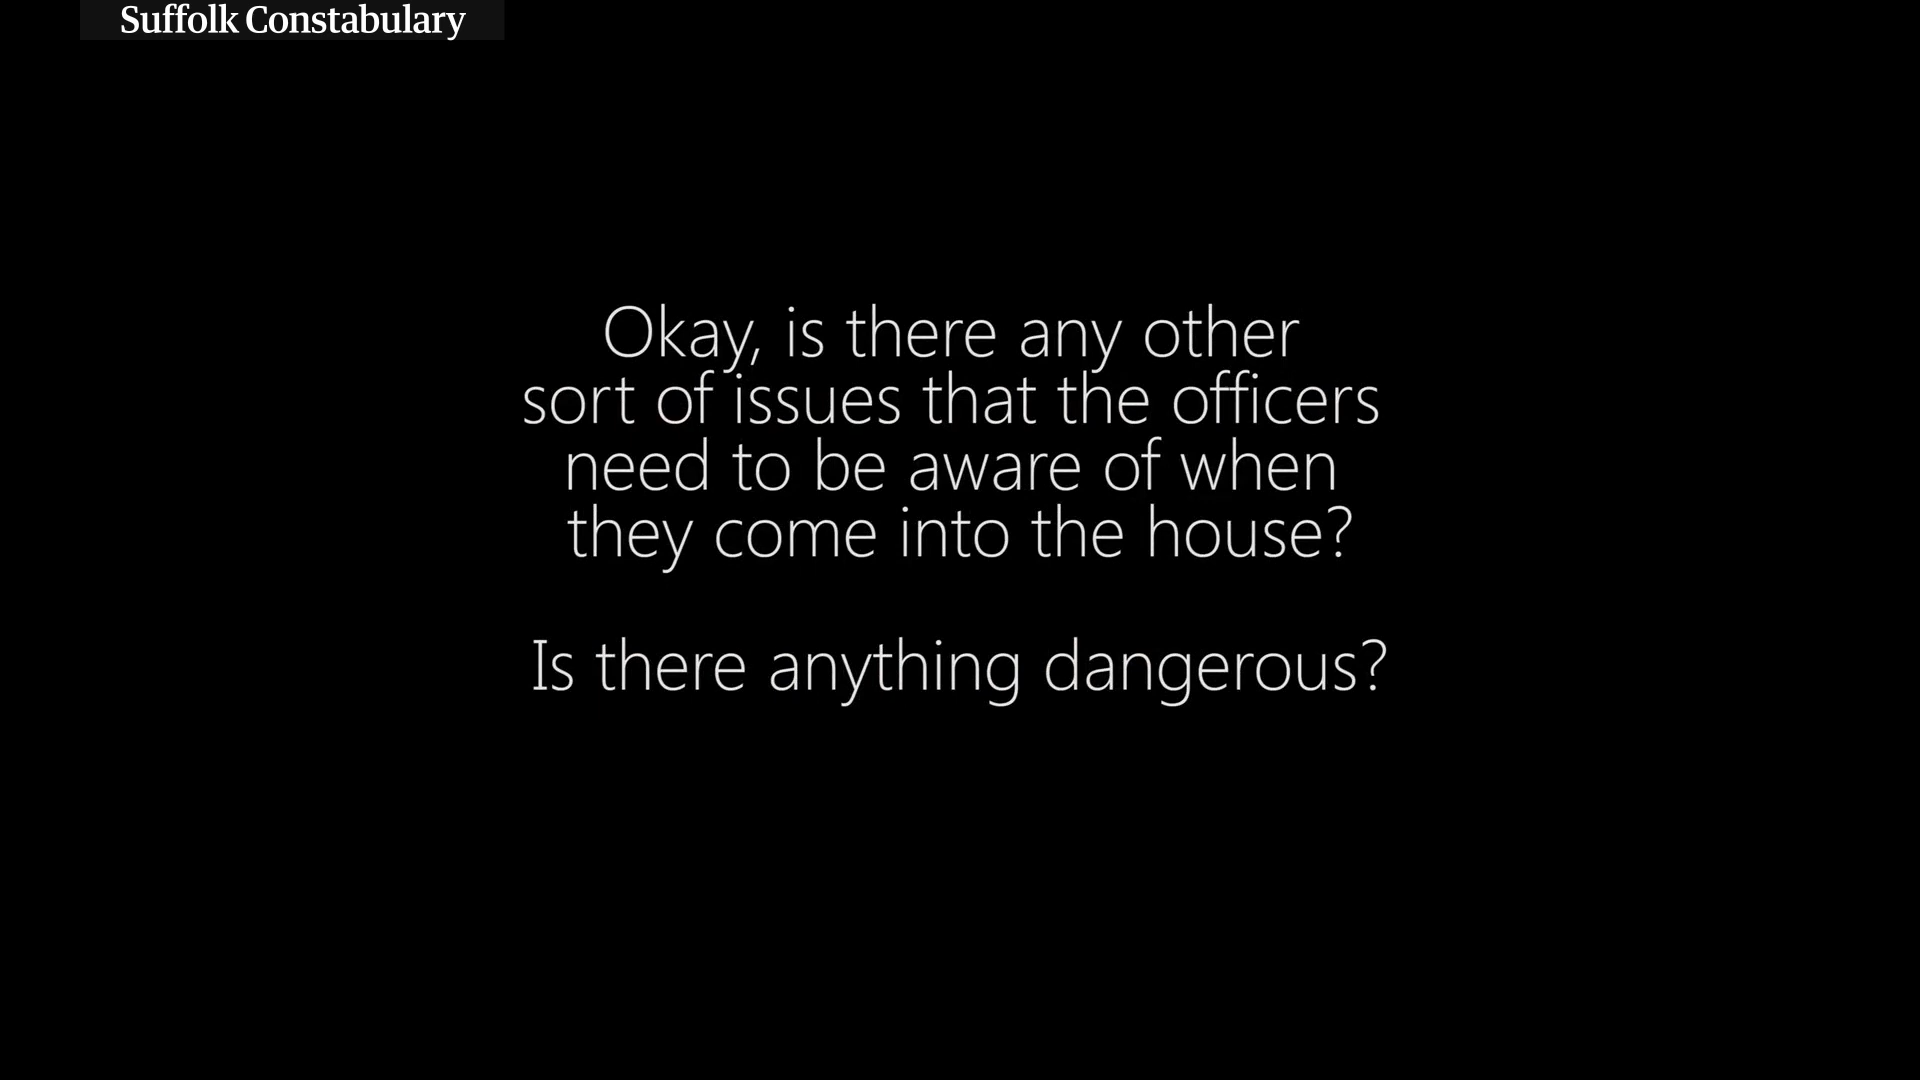 Suffolk Constabulary
Okay, is there any other
sort of issues that the officers
need to be aware of when
they come into the house?
Is there anything dangerous?